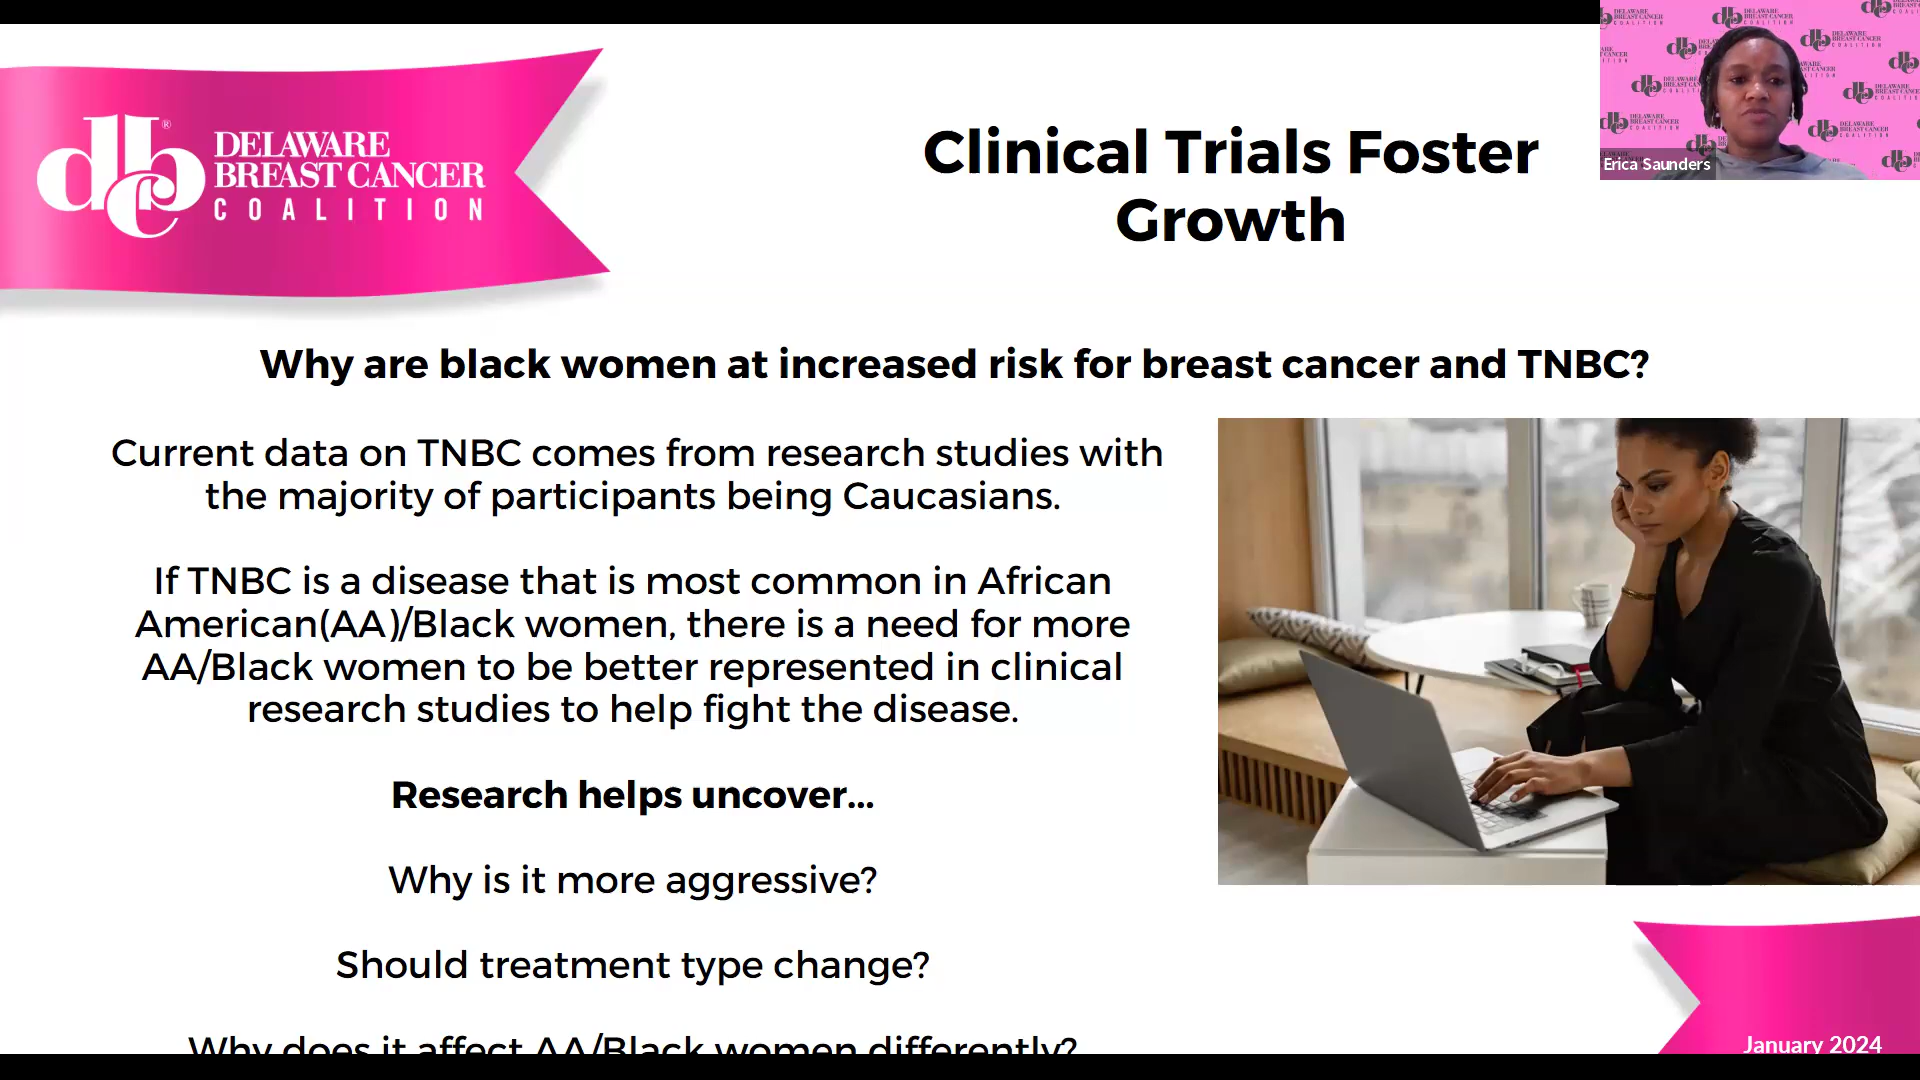 DELAWARE
BREAST CANCER
COALITION
dbcc
®
Clinical Trials Foster
Growth
Erica Saunders
Why are black women at increased risk for breast cancer and TNBC?
Current data on TNBC comes from research studies with
the majority of participants being Caucasians.
If TNBC is a disease that is most common in African
American(AA)/Black women, there is a need for more
AA/Black women to be better represented in clinical
research studies to help fight the disease.
Research helps uncover...
Why is it more aggressive?
Should treatment type change?
Why does it affect AA/Black women differently?
January 2024